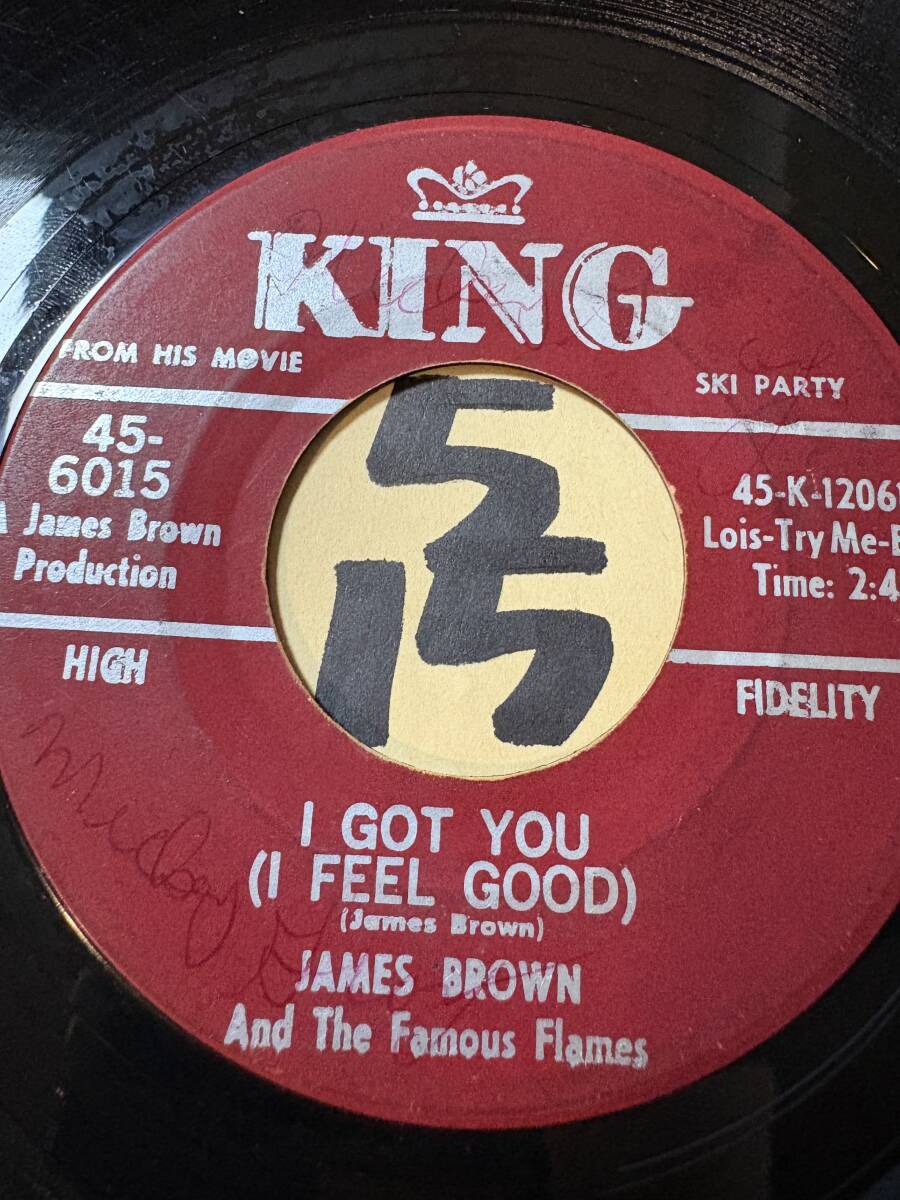 KING
FROM HIS MOVIE
SKI PARTY
45-
6015
A James Brown
Production
45-K-12061
Lois-Try Me-B
Time: 2:4
HIGH
FIDELITY
5
15
I GOT YOU
(I FEEL GOOD)
(James Brown)
JAMES BROWN
And The Famous Flames